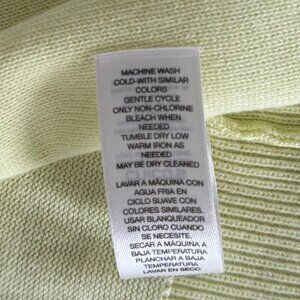 MACHINE WASH
COLD-WITH SIMILAR
COLORS
GENTLE CYCLE
ONLY NON-CHLORINE
BLEACH WHEN
NEEDED
TUMBLE DRY LOW
WARM IRON AS
NEEDED
MAY BE DRY CLEANED
LAVAR A MÁQUINA CON
AGUA FRIA EN
CICLO SUAVE CON
COLORES SIMILARES.
USAR BLANQUEADOR
SIN CLORO CUANDO
SE NECESITE.
SECAR A MÁQUINA A
BAJA TEMPERATURA
PLANCHAR A BAJA
TEMPERATURA
LAVAR EN SECO